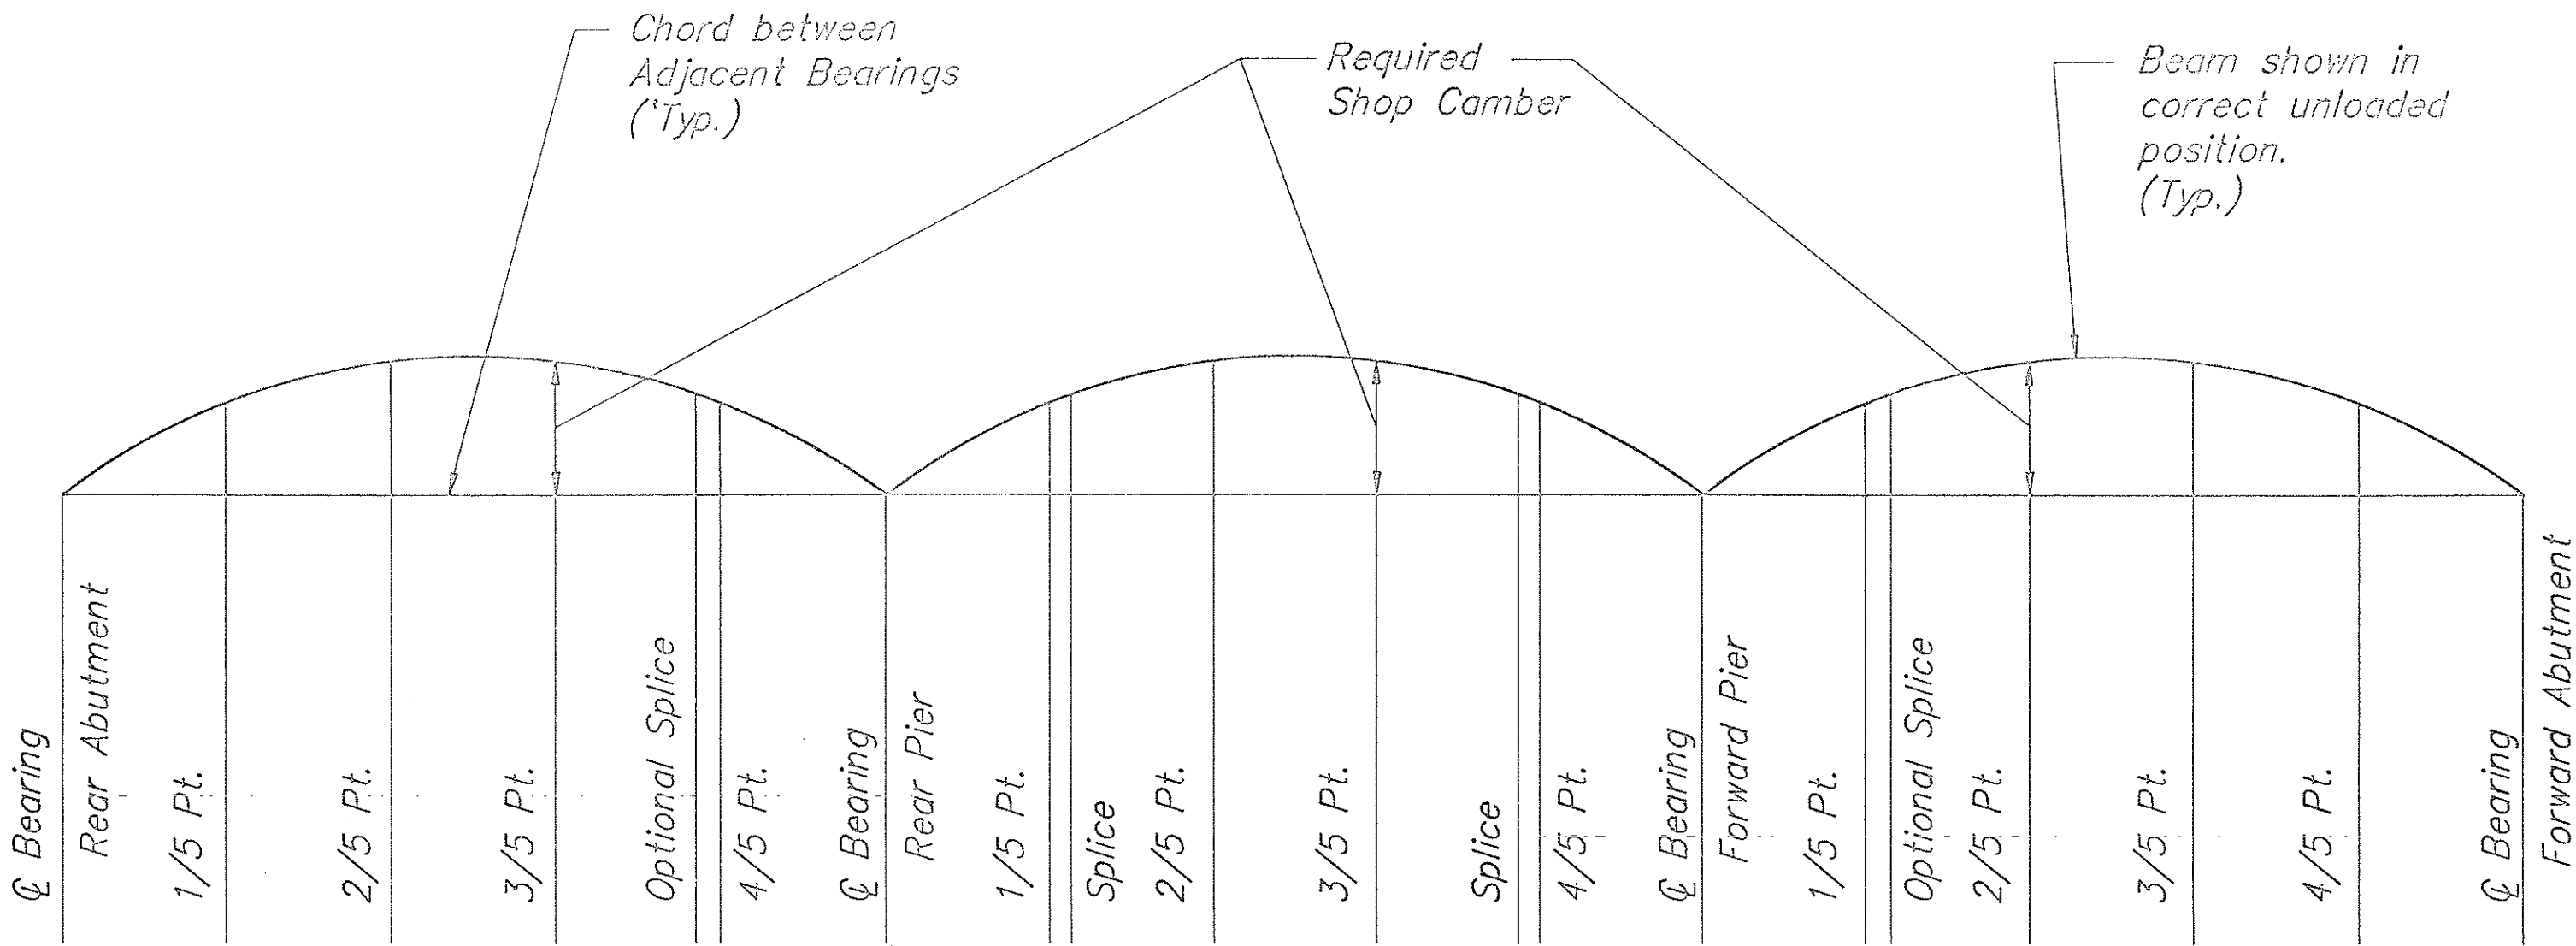 Chord between
Adjacent Bearings
(Typ.)
Required
Shop Camber
Beam shown in
correct unloaded
position.
(Typ.)
℄ Bearing
Rear Abutment
1/5 Pt.
2/5 Pt.
3/5 Pt.
Optional Splice
4/5 Pt.
℄ Bearing
Rear Pier
1/5 Pt.
Splice
2/5 Pt.
3/5 Pt.
Splice
4/5 Pt.
℄ Bearing
Forward Pier
1/5 Pt.
Optional Splice
2/5 Pt.
3/5 Pt.
4/5 Pt.
℄ Bearing
Forward Abutment